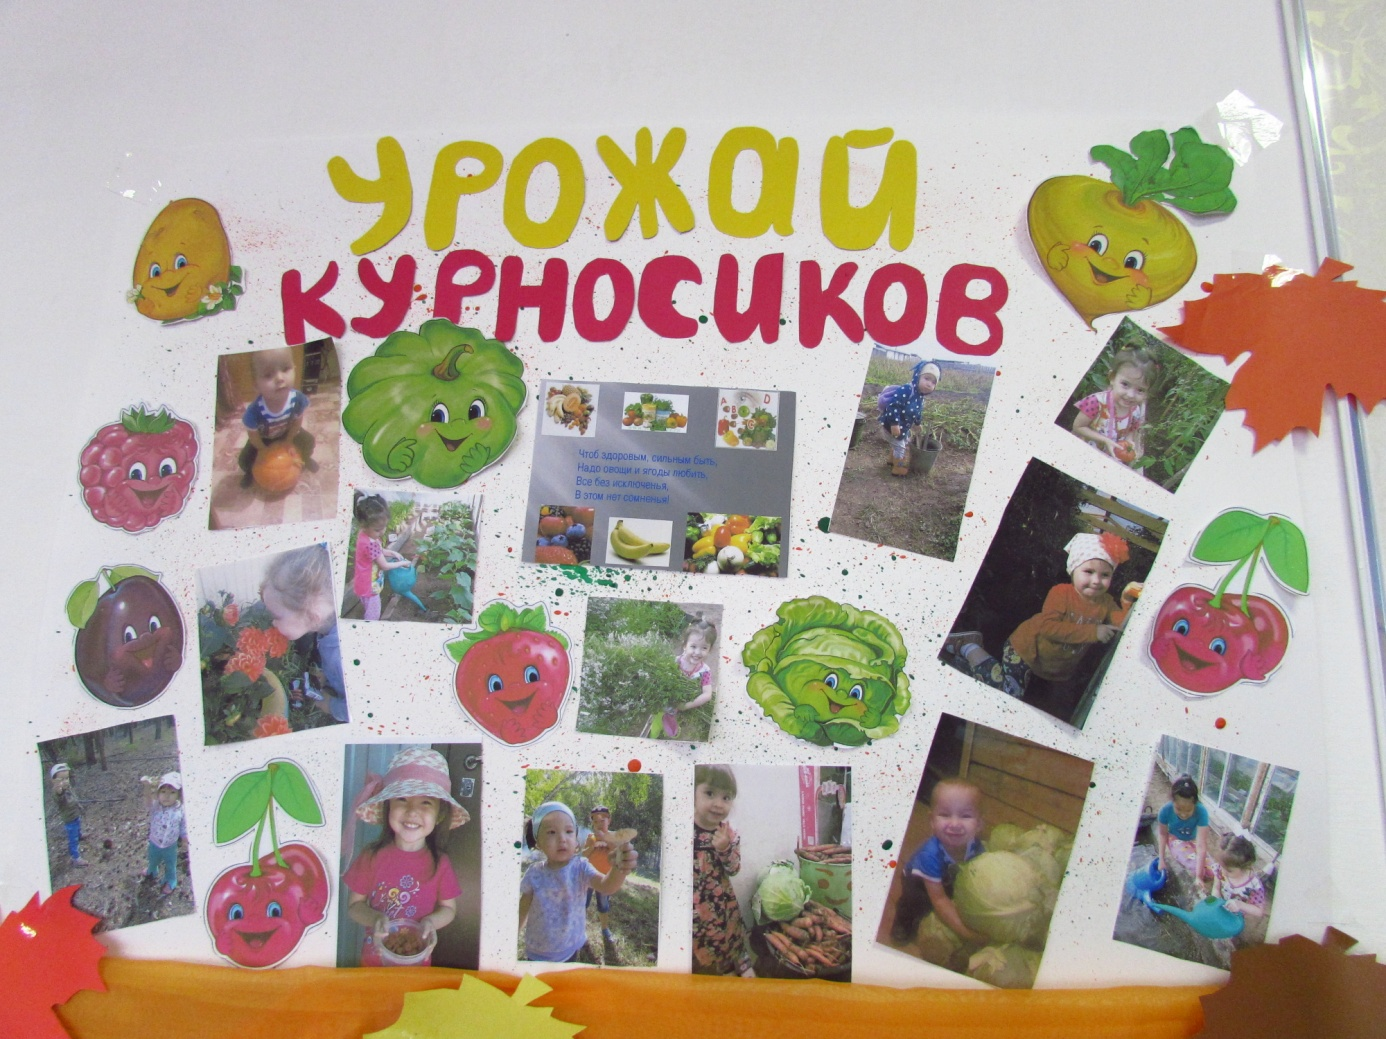 УРОЖАЙ
КУРНОСИКОВ
A D
Чтоб здоровым, сильным быть,
Надо овощи и ягоды любить,
Все без исключенья,
В этом нет сомненья!